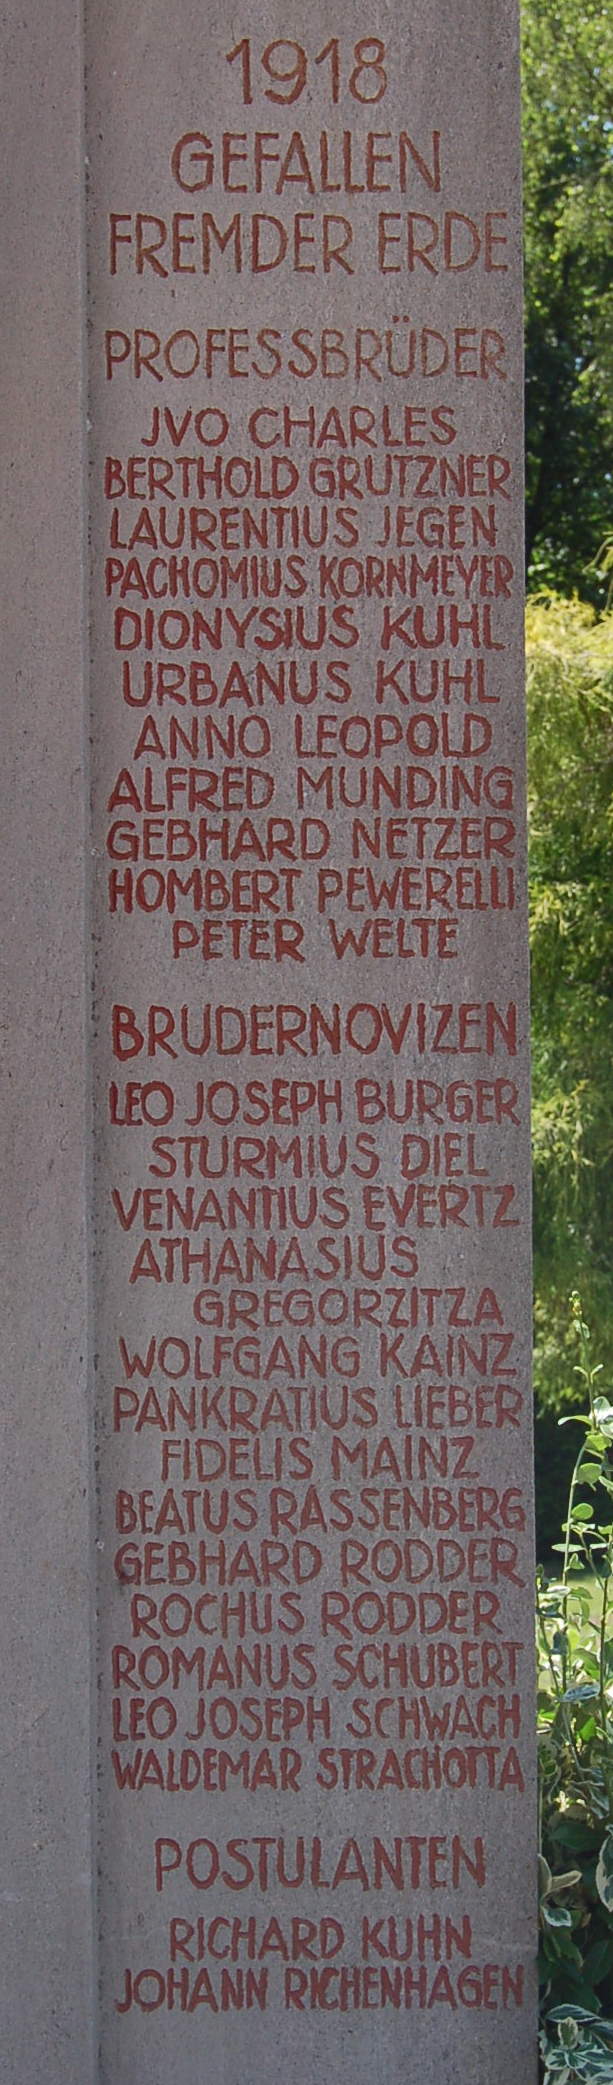 1918
GEFALLEN
FREMDER ERDE
PROFESSBRÜDER
JVO CHARLES
BERTHOLD GRUTZNER
LAURENTIUS JEGEN
PACHOMIUS KORNMEYER
DIONYSIUS KUHL
URBANUS KUHL
ANNO LEOPOLD
ALFRED MUNDING
GEBHARD NETZER
HOMBERT PEWERELLI
PETER WELTE
BRUDERNOVIZEN
LEO JOSEPH BURGER
STURMIUS DIEL
VENANTIUS EVERTZ
ATHANASIUS
GREGORZITZA
WOLFGANG KAINZ
PANKRATIUS LIEBER
FIDELIS MAINZ
BEATUS RASSENBERG
GEBHARD RODDER
ROCHUS RODDER
ROMANUS SCHUBERT
LEO JOSEPH SCHWACH
WALDEMAR STRACHOTTA
POSTULANTEN
RICHARD KUHN
JOHANN RICHENHAGEN